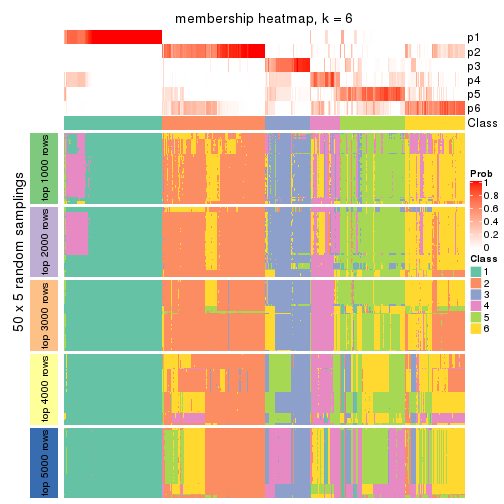 membership heatmap, k = 6
p1
p2
p3
p4
p5
p6
Class
50 x 5 random samplings
top 1000 rows
top 2000 rows
top 3000 rows
top 4000 rows
top 5000 rows
Prob
1
0.8
0.6
0.4
0.2
0
Class
1
2
3
4
5
6